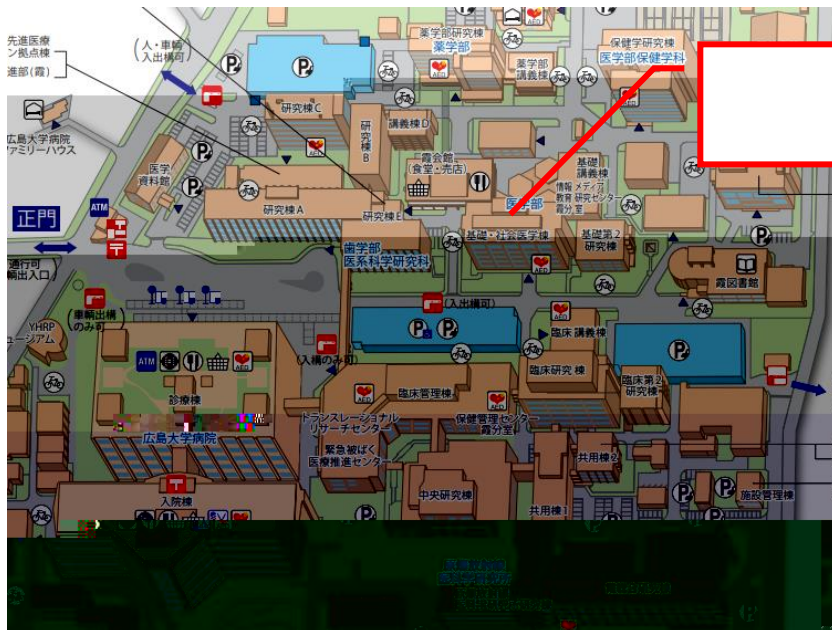 先進医療
ン拠点棟
進部(霞)
(人・車輌
入出構可)
薬学部研究棟
薬学部
保健学研究棟
医学部保健学科
薬学部
講義棟
AED
研究棟C
研究棟B
講義棟D
広島大学病院
ファミリーハウス
医学
資料館
霞会館
(食堂・売店)
基礎
講義棟
情報メディア
教育研究センター
霞分室
ATM
正門
研究棟A
研究棟E
医学部
基礎・社会医学棟
基礎第2
研究棟
歯学部
医系科学研究科
霞図書館
通行可
輌出入口)
(車輌出構
のみ可)
(入出構可)
YHRP
ュージアム
(入構のみ可)
臨床講義棟
ATM
診療棟
臨床管理棟
臨床研究棟
臨床第2
研究棟
トランスレーショナル
リサーチセンター
保健管理センター
霞分室
広島大学病院
緊急被ばく
医療推進センター
共用棟2
入院棟
中央研究棟
共用棟1
施設管理棟